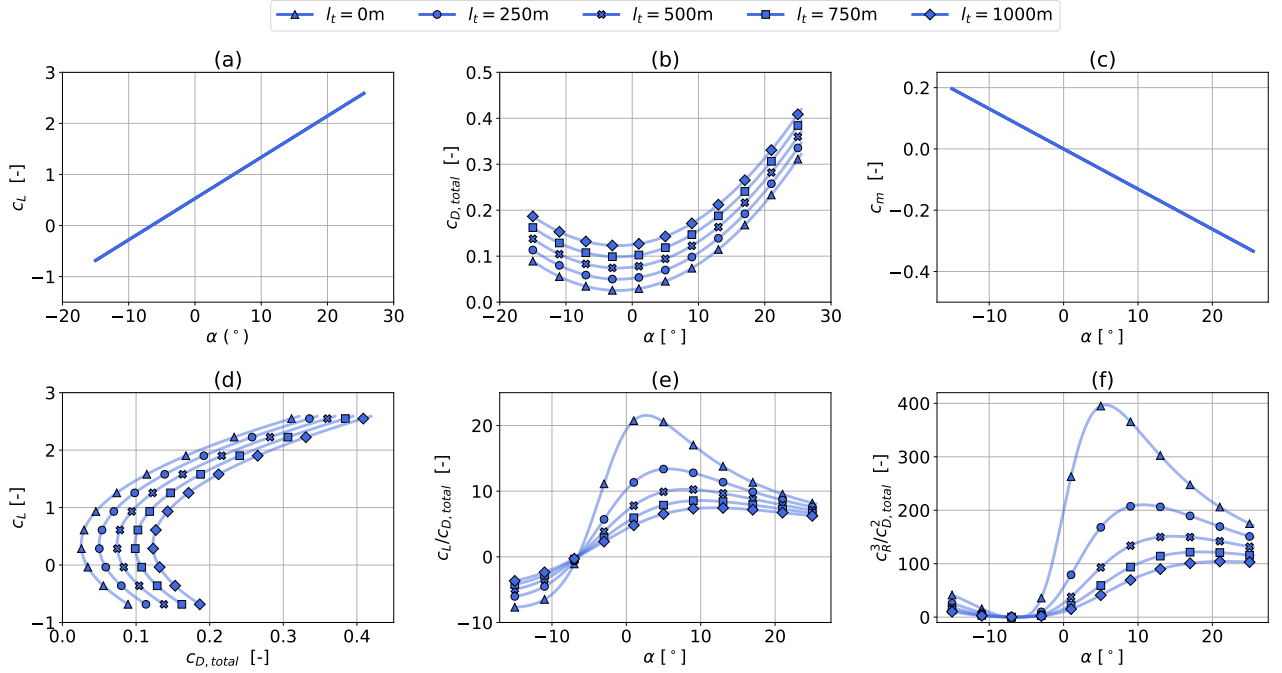 l_t = 0m l_t = 250m l_t = 500m l_t = 750m l_t = 1000m
(a)
3
2
1
0
−1
−20 −10 0 10 20 30
c_L [-]
α (°)
(b)
0.5
0.4
0.3
0.2
0.1
0.0
−20 −10 0 10 20 30
c_{D,total} [-]
α [°]
(c)
0.2
0.0
−0.2
−0.4
−10 0 10 20
c_m [-]
α [°]
(d)
3
2
1
0
−1
0.0 0.1 0.2 0.3 0.4
c_L [-]
c_{D,total} [-]
(e)
20
10
0
−10
−10 0 10 20
c_L/c_{D,total} [-]
α [°]
(f)
400
300
200
100
0
−10 0 10 20
c_R^3/c_{D,total}^2 [-]
α [°]